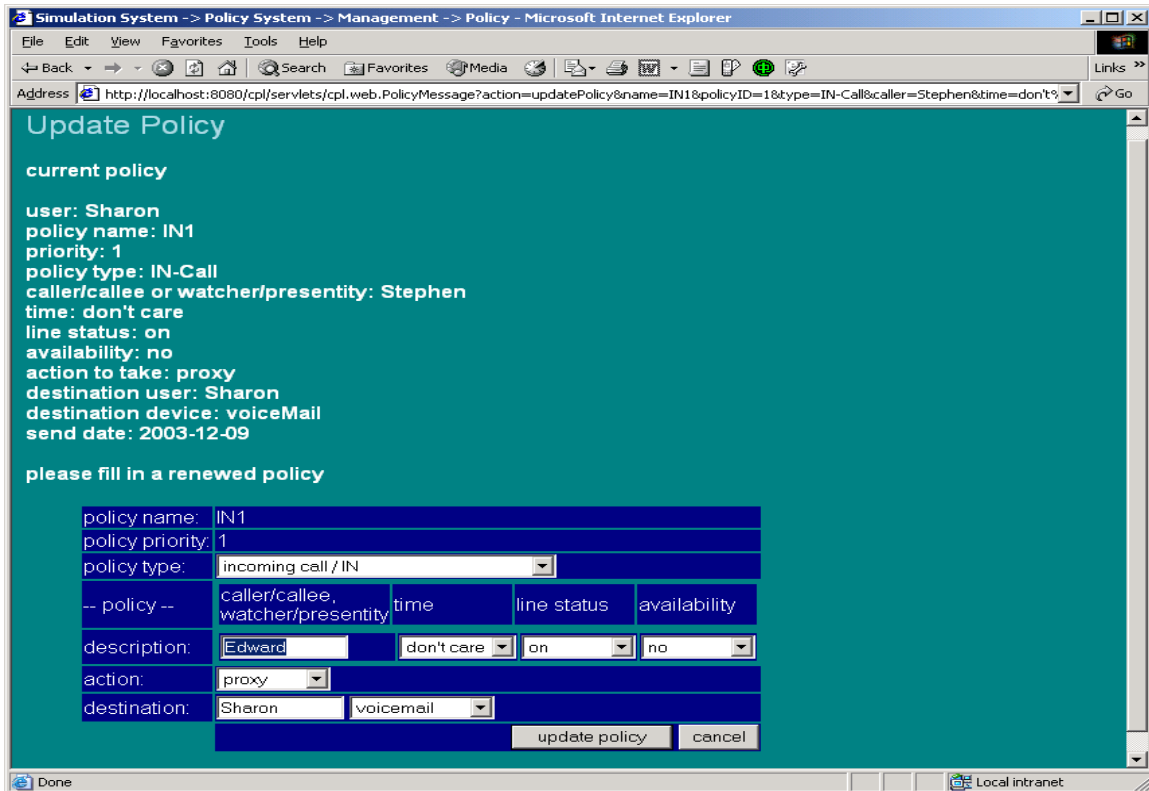 Simulation System -> Policy System -> Management -> Policy - Microsoft Internet Explorer
File Edit View Favorites Tools Help
Back Search Favorites Media Links »
Address http://localhost:8080/cpl/servlets/cpl.web.PolicyMessage?action=updatePolicy&name=IN1&policyID=1&type=IN-Call&caller=Stephen&time=don't% Go
Update Policy
current policy
user: Sharon
policy name: IN1
priority: 1
policy type: IN-Call
caller/callee or watcher/presentity: Stephen
time: don't care
line status: on
availability: no
action to take: proxy
destination user: Sharon
destination device: voiceMail
send date: 2003-12-09
please fill in a renewed policy
policy name: IN1
policy priority: 1
policy type: incoming call / IN
-- policy -- caller/callee, watcher/presentity time line status availability
description: Edward don't care on no
action: proxy
destination: Sharon voicemail
update policy cancel
Done Local intranet